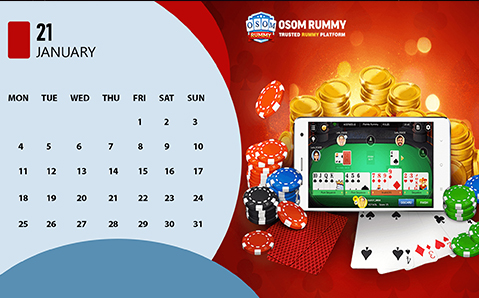 21
JANUARY
MON TUE WED THU FRI SAT SUN
1 2 3
4 5 6 7 8 9 10
11 12 13 14 15 16 17
18 19 20 21 22 23 24
25 26 27 28 29 30 31
OSOM
RUMMY
OSOM RUMMY
TRUSTED RUMMY PLATFORM